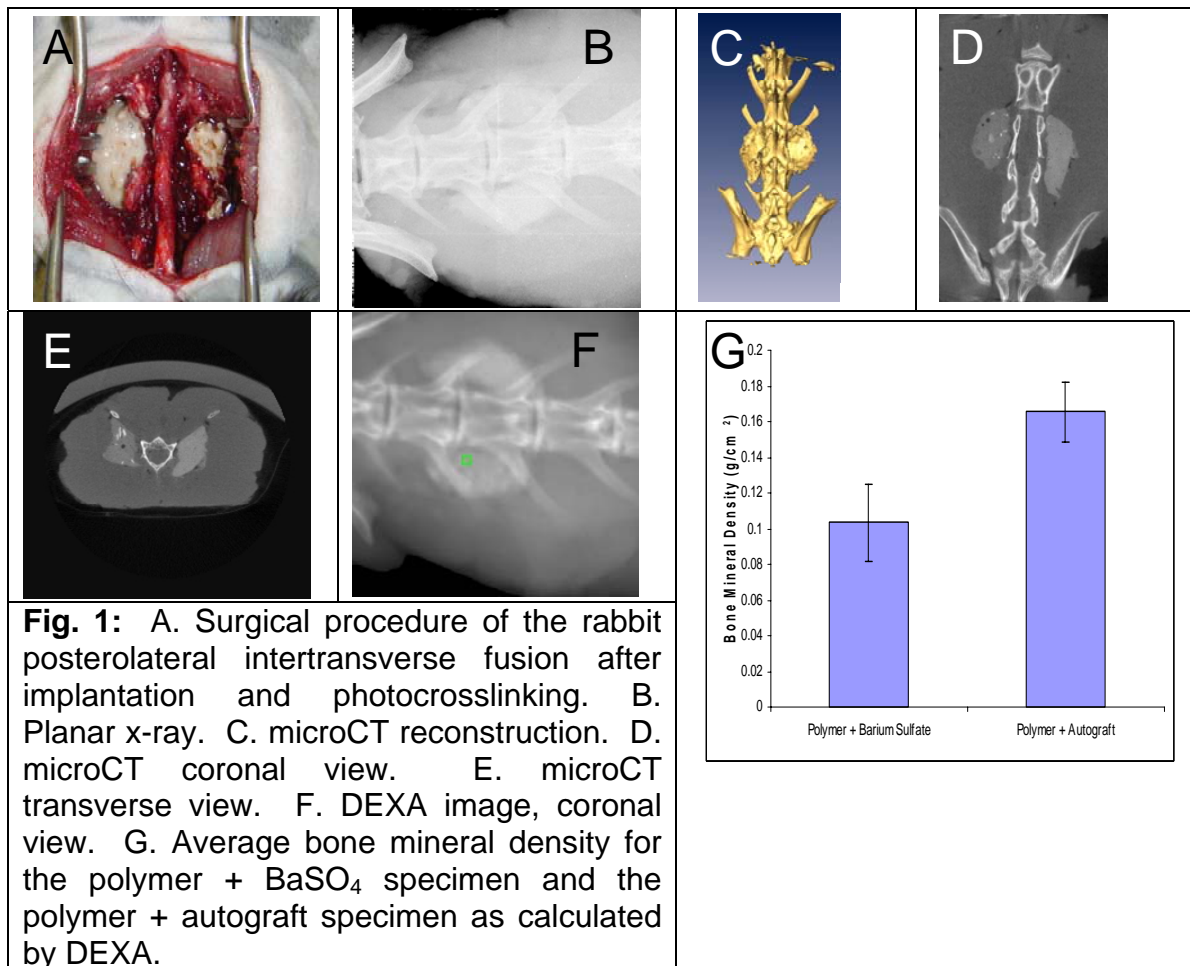 A
B
C
D
E
F
G
0.2
0.18
0.16
0.14
0.12
0.1
0.08
0.06
0.04
0.02
0
Bone Mineral Density (g/cm ²)
Polymer + Barium Sulfate
Polymer + Autograft
Fig. 1: A. Surgical procedure of the rabbit
posterolateral intertransverse fusion after
implantation and photocrosslinking. B.
Planar x-ray. C. microCT reconstruction. D.
microCT coronal view. E. microCT
transverse view. F. DEXA image, coronal
view. G. Average bone mineral density for
the polymer + BaSO₄ specimen and the
polymer + autograft specimen as calculated
by DEXA.